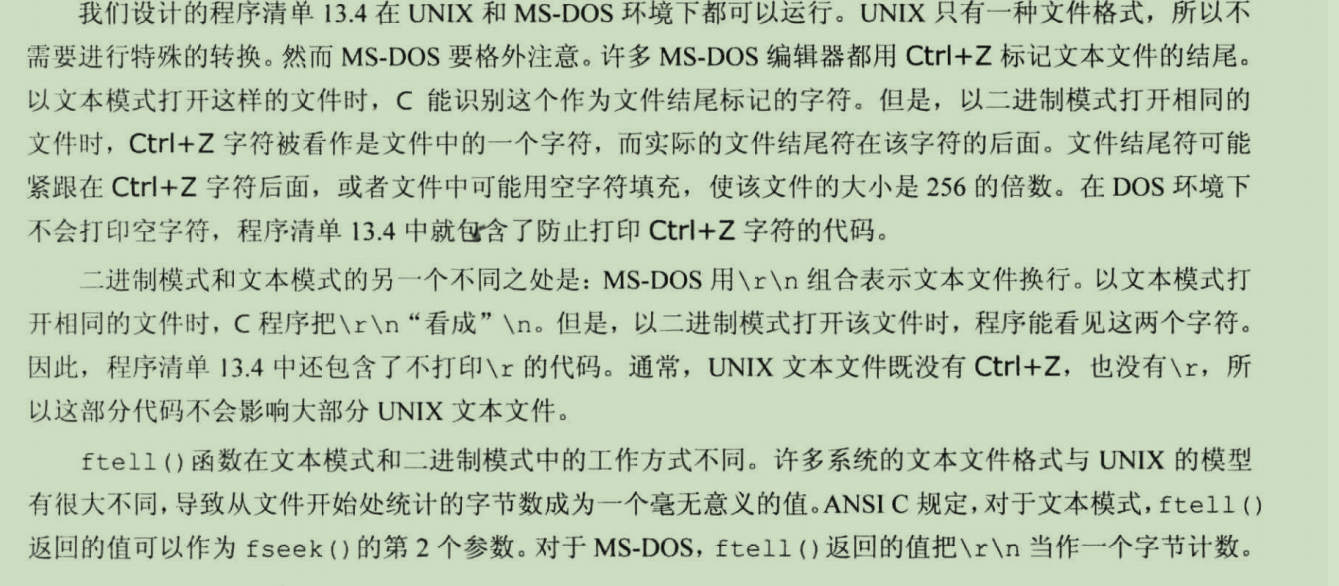 我们设计的程序清单 13.4 在 UNIX 和 MS-DOS 环境下都可以运行。UNIX 只有一种文件格式，所以不
需要进行特殊的转换。然而 MS-DOS 要格外注意。许多 MS-DOS 编辑器都用 Ctrl+Z 标记文本文件的结尾。
以文本模式打开这样的文件时，C 能识别这个作为文件结尾标记的字符。但是，以二进制模式打开相同的
文件时，Ctrl+Z 字符被看作是文件中的一个字符，而实际的文件结尾符在该字符的后面。文件结尾符可能
紧跟在 Ctrl+Z 字符后面，或者文件中可能用空字符填充，使该文件的大小是 256 的倍数。在 DOS 环境下
不会打印空字符，程序清单 13.4 中就包含了防止打印 Ctrl+Z 字符的代码。
二进制模式和文本模式的另一个不同之处是：MS-DOS 用\r\n 组合表示文本文件换行。以文本模式打
开相同的文件时，C 程序把\r\n“看成”\n。但是，以二进制模式打开该文件时，程序能看见这两个字符。
因此，程序清单 13.4 中还包含了不打印\r 的代码。通常，UNIX 文本文件既没有 Ctrl+Z，也没有\r，所
以这部分代码不会影响大部分 UNIX 文本文件。
ftell()函数在文本模式和二进制模式中的工作方式不同。许多系统的文本文件格式与 UNIX 的模型
有很大不同，导致从文件开始处统计的字节数成为一个毫无意义的值。ANSI C 规定，对于文本模式，ftell()
返回的值可以作为 fseek()的第 2 个参数。对于 MS-DOS，ftell()返回的值把\r\n 当作一个字节计数。